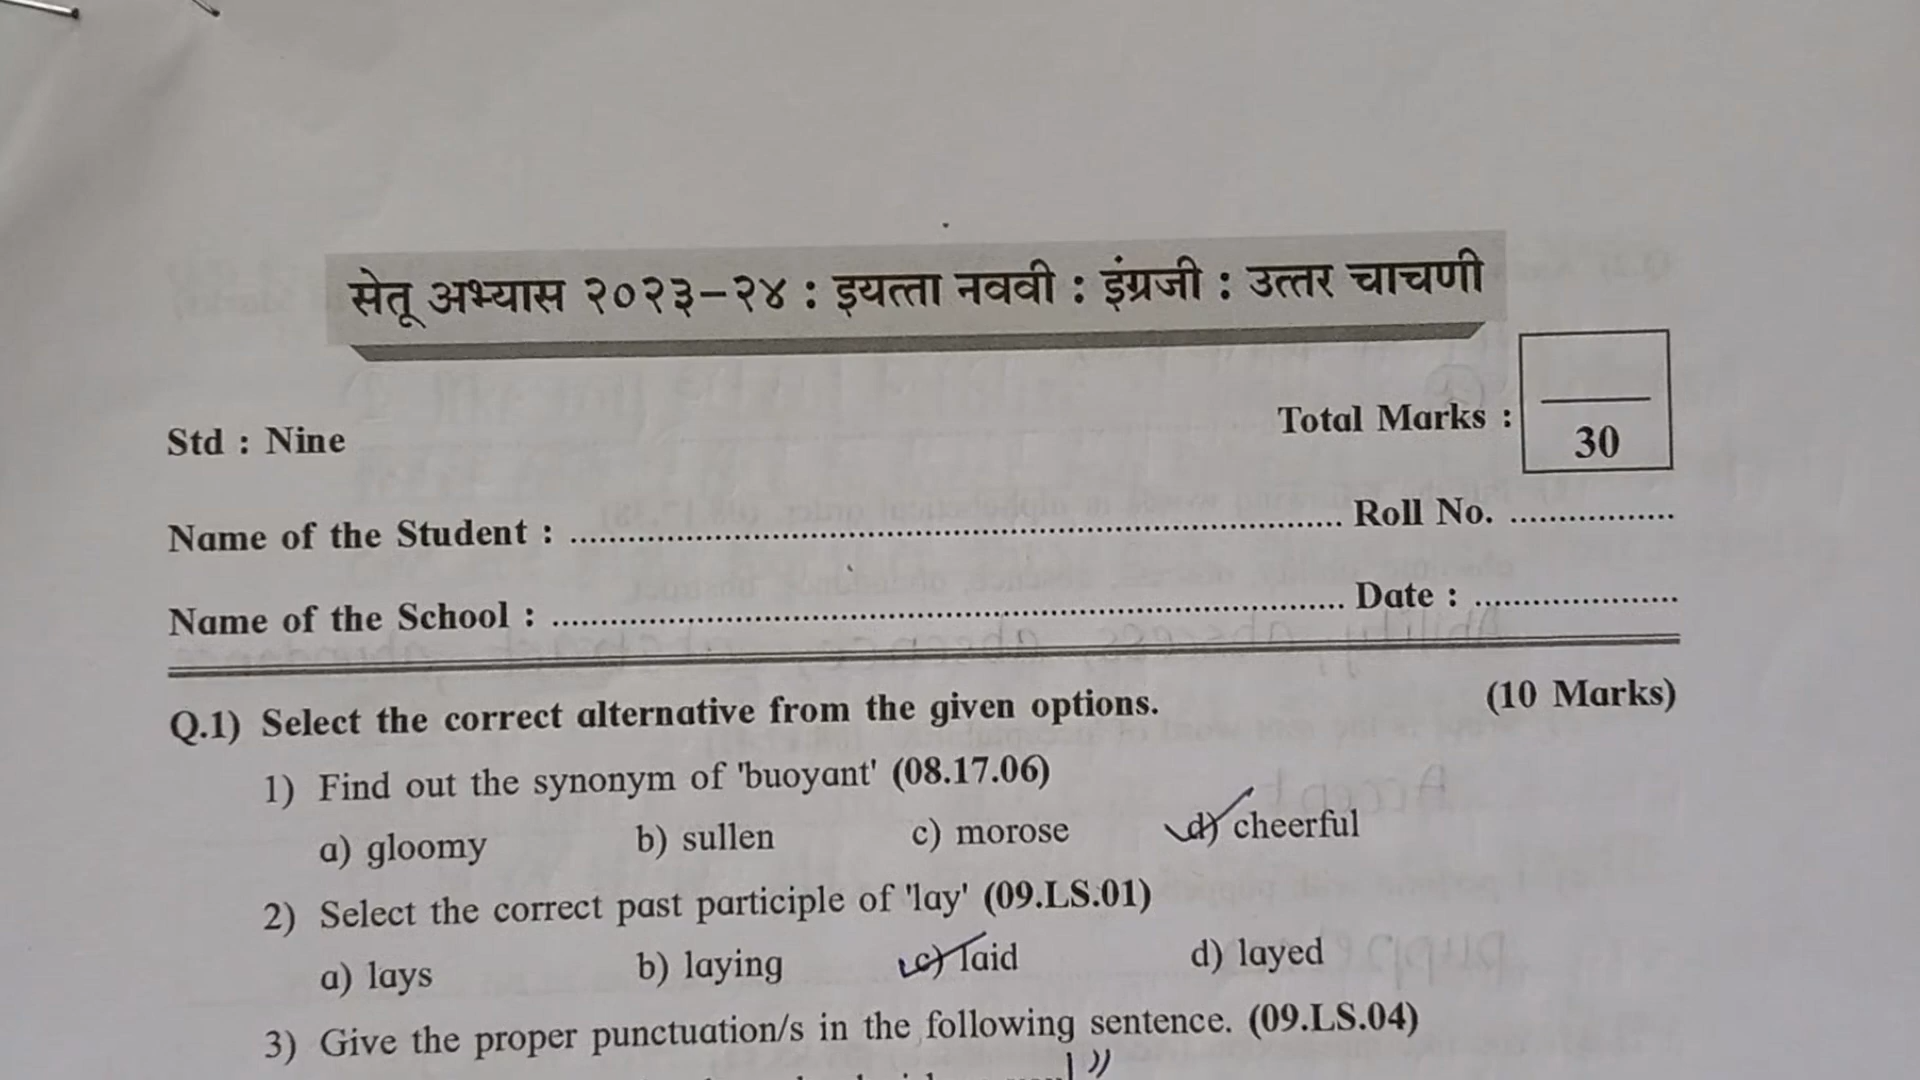 सेतू अभ्यास २०२३-२४ : इयत्ता नववी : इंग्रजी : उत्तर चाचणी
Std : Nine
Total Marks :
30
Name of the Student : ........................ Roll No. ................
Name of the School : ........................ Date : ....................
Q.1) Select the correct alternative from the given options. (10 Marks)
1) Find out the synonym of 'buoyant' (08.17.06)
a) gloomy b) sullen c) morose d) cheerful
2) Select the correct past participle of 'lay' (09.LS.01)
a) lays b) laying c) laid d) layed
3) Give the proper punctuation/s in the following sentence. (09.LS.04)